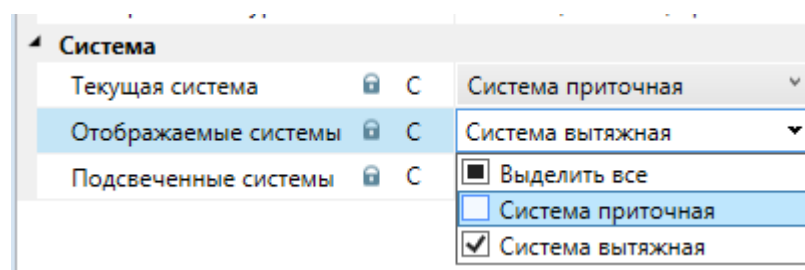 Система
Текущая система С Система приточная
Отображаемые системы С Система вытяжная
Подсвеченные системы С
Выделить все
Система приточная
Система вытяжная